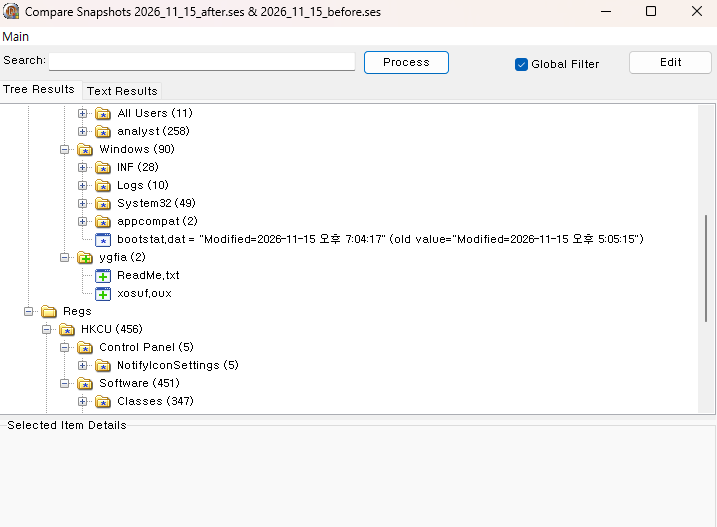 Compare Snapshots 2026_11_15_after.ses & 2026_11_15_before.ses
Main
Search: Process Global Filter Edit
Tree Results Text Results
All Users (11)
analyst (258)
Windows (90)
INF (28)
Logs (10)
System32 (49)
appcompat (2)
bootstat,dat = "Modified=2026-11-15 오후 7:04:17" (old value="Modified=2026-11-15 오후 5:05:15")
ygfia (2)
ReadMe,txt
xosuf,oux
Regs
HKCU (456)
Control Panel (5)
NotifyIconSettings (5)
Software (451)
Classes (347)
Selected Item Details